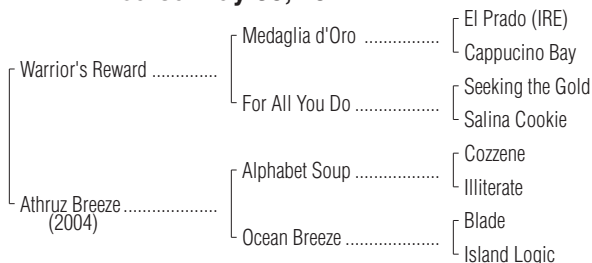 El Prado (IRE)
Medaglia d'Oro ................
Cappucino Bay
Warrior's Reward ..............
Seeking the Gold
For All You Do ..................
Salina Cookie
Cozzene
Alphabet Soup ..................
Illiterate
Athruz Breeze ....................
(2004)
Blade
Ocean Breeze ....................
Island Logic